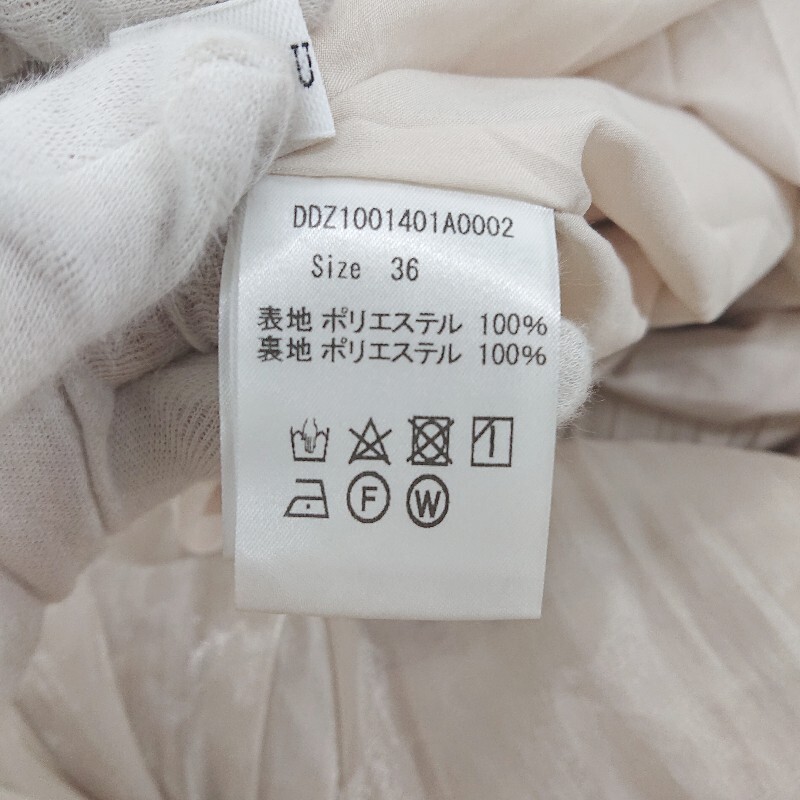 U
DDZ1001401A0002
Size 36
表地 ポリエステル 100%
裏地 ポリエステル 100%
F W